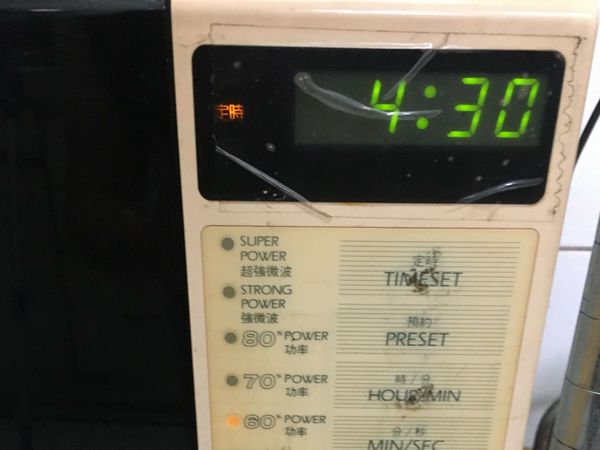 4:30
定時
SUPER
POWER
超強微波
STRONG
POWER
強微波
80% POWER
功率
70% POWER
功率
60% POWER
功率
定時
TIMESET
預約
PRESET
時/分
HOUR/MIN
分/秒
MIN/SEC